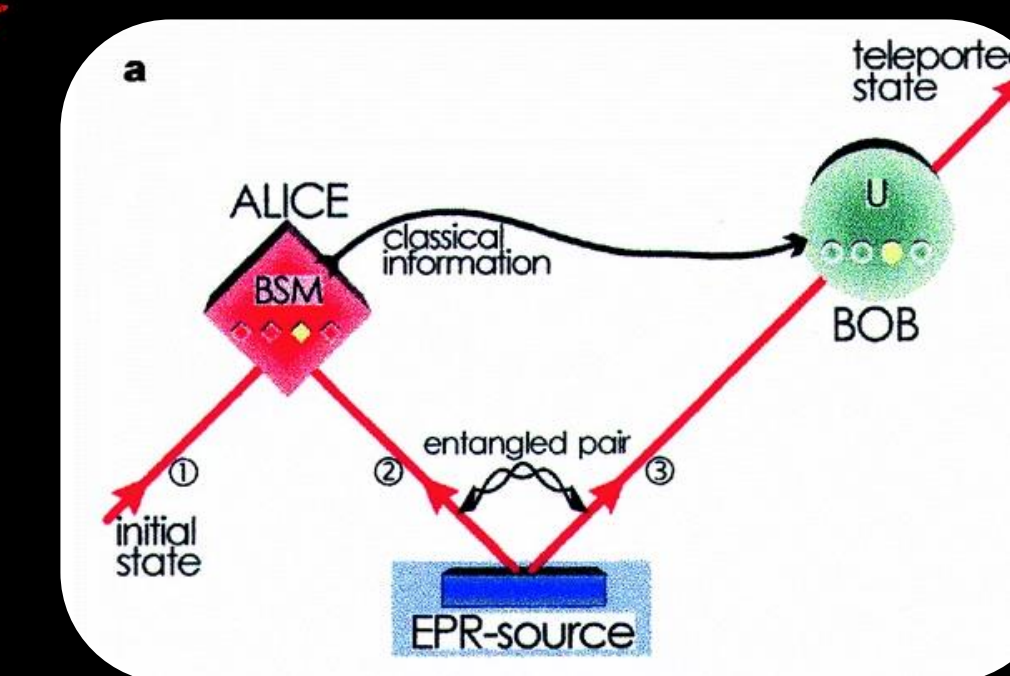 a
teleporte
state
ALICE
classical
information
U
BSM
BOB
entangled pair
①
②
③
initial
state
EPR-source